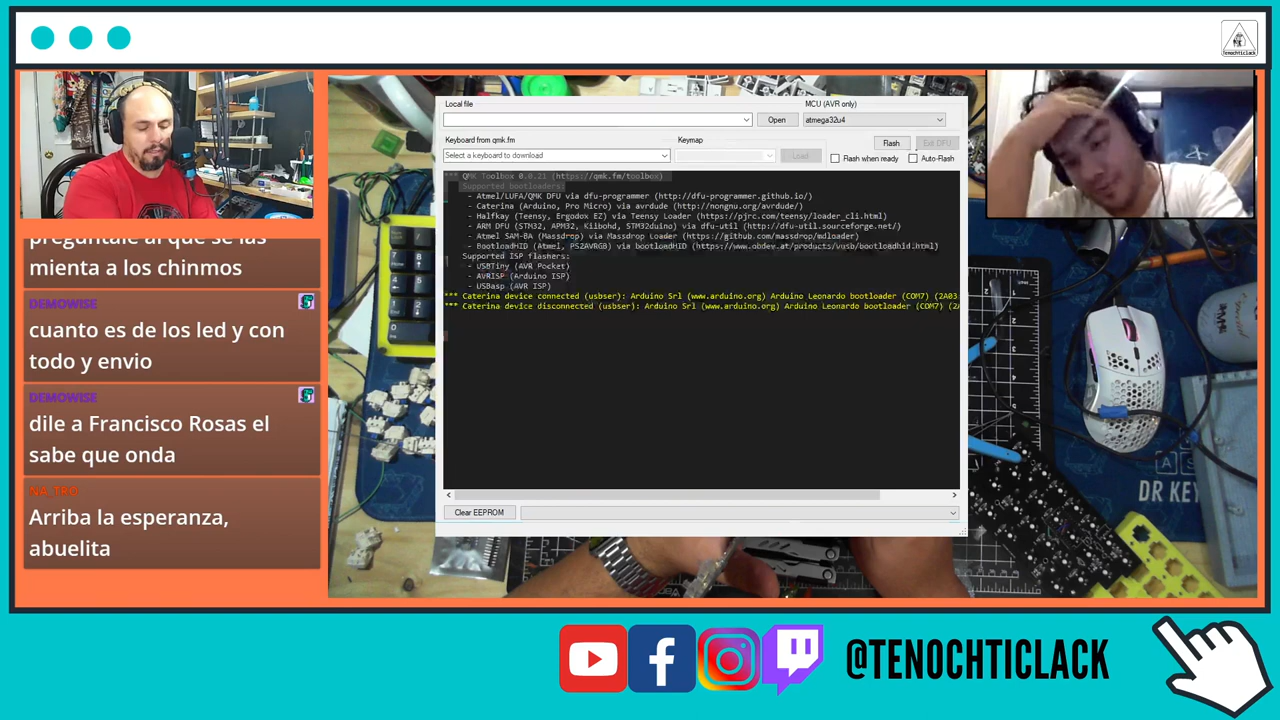 Tenochticlack
preguntale al que se las
mienta a los chinmos
DEMOWISE
cuanto es de los led y con
todo y envio
DEMOWISE
dile a Francisco Rosas el
sabe que onda
NA_TRO
Arriba la esperanza,
abuelita
Local file
MCU (AVR only)
Open
atmega32u4
Keyboard from qmk.fm
Keymap
Flash
Exit DFU
Select a keyboard to download
Load
Flash when ready
Auto-Flash
*** QMK Toolbox 0.0.21 (https://qmk.fm/toolbox)
Supported bootloaders:
- Atmel/LUFA/QMK DFU via dfu-programmer (http://dfu-programmer.github.io/)
- Caterina (Arduino, Pro Micro) via avrdude (http://nongnu.org/avrdude/)
- Halfkay (Teensy, Ergodox EZ) via Teensy Loader (https://pjrc.com/teensy/loader_cli.html)
- ARM DFU (STM32, APM32, Kiibohd, STM32duino) via dfu-util (http://dfu-util.sourceforge.net/)
- Atmel SAM-BA (Massdrop) via Massdrop Loader (https://github.com/massdrop/mdloader)
- BootloadHID (Atmel, PS2AVRGB) via bootloadHID (https://www.obdev.at/products/vusb/bootloadhid.html)
Supported ISP flashers:
- USBTiny (AVR Pocket)
- AVRISP (Arduino ISP)
- USBasp (AVR ISP)
*** Caterina device connected (usbser): Arduino Srl (www.arduino.org) Arduino Leonardo bootloader (COM7) (2A03:
*** Caterina device disconnected (usbser): Arduino Srl (www.arduino.org) Arduino Leonardo bootloader (COM7) (2A
Clear EEPROM
DR KEY
@TENOCHTICLACK